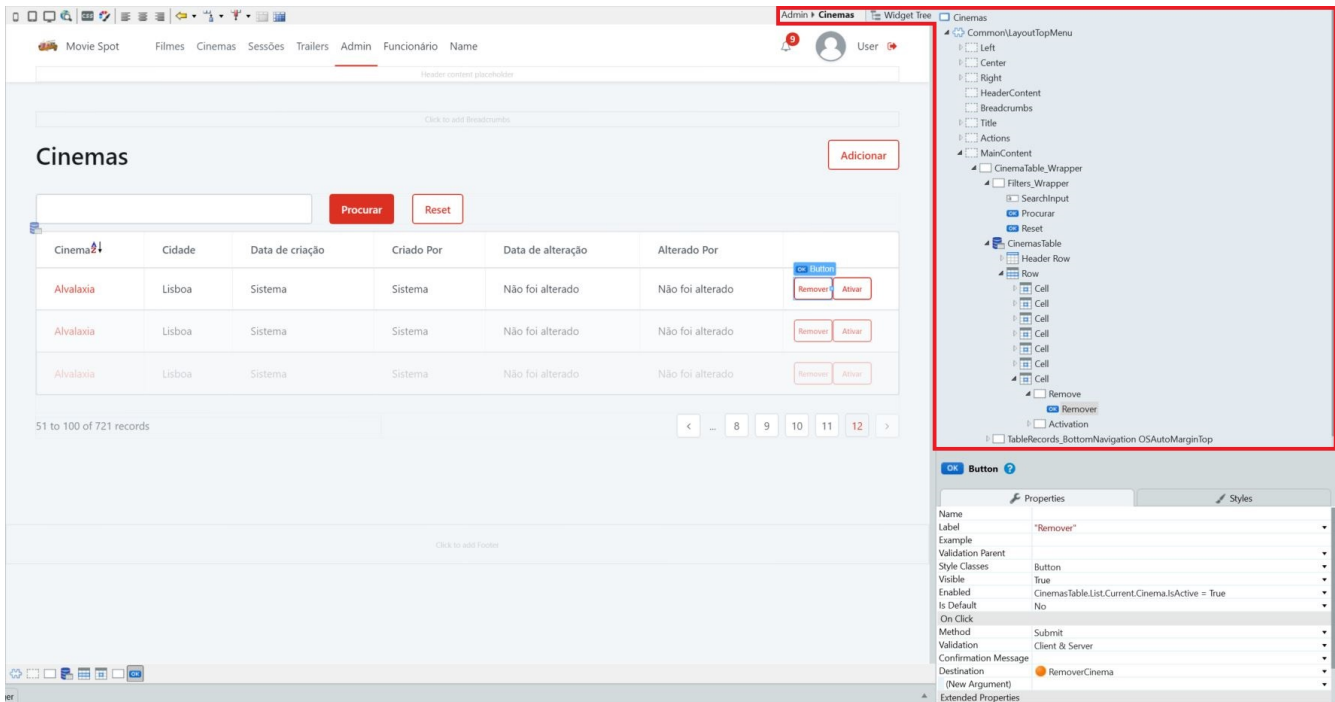 Admin Cinemas Widget Tree Cinemas
Movie Spot Filmes Cinemas Sessões Trailers Admin Funcionário Name 9 User
Header content placeholder
Click to add Breadcrumbs
Cinemas Adicionar
Procurar Reset
Cinema Cidade Data de criação Criado Por Data de alteração Alterado Por
OK Button
Alvalaxia Lisboa Sistema Sistema Não foi alterado Não foi alterado Remover Ativar
Alvalaxia Lisboa Sistema Sistema Não foi alterado Não foi alterado Remover Ativar
Alvalaxia Lisboa Sistema Sistema Não foi alterado Não foi alterado Remover Ativar
51 to 100 of 721 records < ... 8 9 10 11 12 >
Click to add Footer
OK
Common\LayoutTopMenu
Left
Center
Right
HeaderContent
Breadcrumbs
Title
Actions
MainContent
CinemaTable_Wrapper
Filters_Wrapper
SearchInput
OK Procurar
OK Reset
CinemasTable
Header Row
Row
Cell
Cell
Cell
Cell
Cell
Cell
Cell
Remove
OK Remover
Activation
TableRecords_BottomNavigation OSAutoMarginTop
OK Button ?
Properties Styles
Name
Label "Remover"
Example
Validation Parent
Style Classes Button
Visible True
Enabled CinemasTable.List.Current.Cinema.IsActive = True
Is Default No
On Click
Method Submit
Validation Client & Server
Confirmation Message
Destination RemoverCinema
(New Argument)
Extended Properties